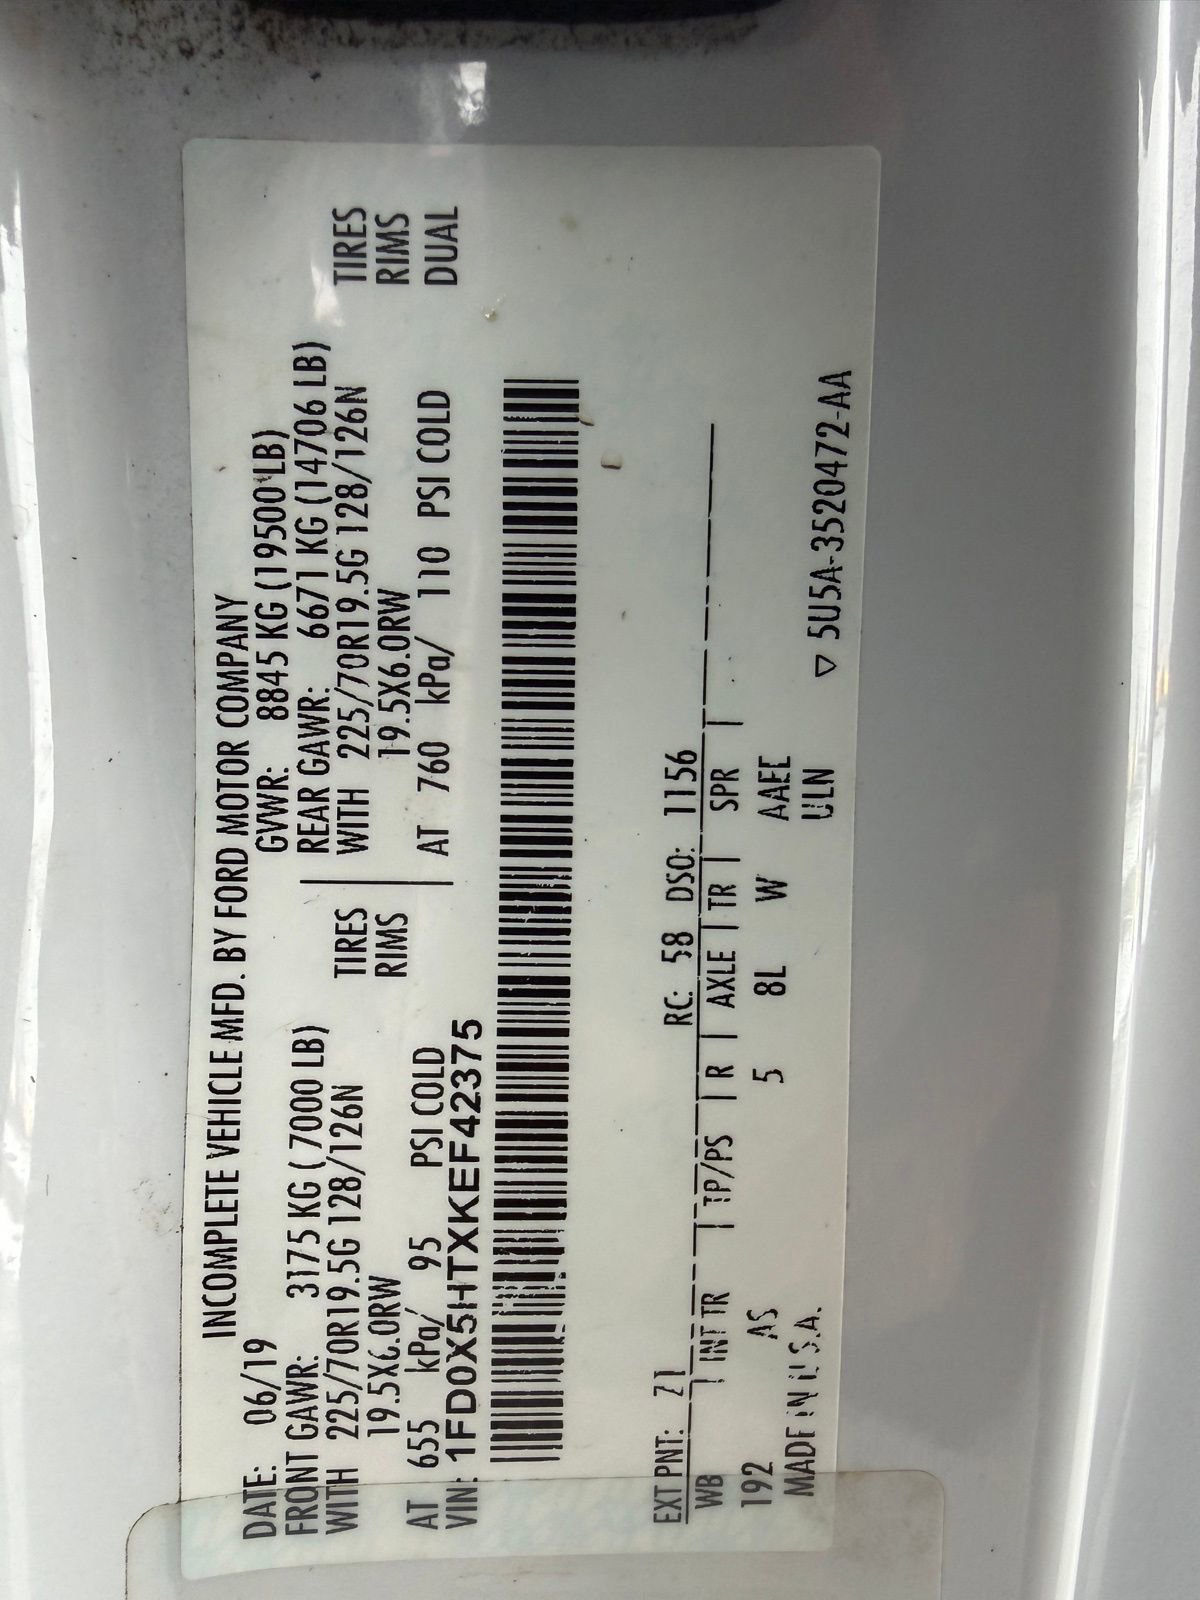 INCOMPLETE VEHICLE MFD. BY FORD MOTOR COMPANY
DATE: 06/19 GVWR: 8845 KG (19500 LB)
FRONT GAWR: 3175 KG ( 7000 LB) REAR GAWR: 6671 KG (14706 LB)
WITH 225/70R19.5G 128/126N TIRES WITH 225/70R19.5G 128/126N TIRES
19.5X6.0RW RIMS 19.5X6.0RW RIMS
AT 655 kPa/ 95 PSI COLD AT 760 kPa/ 110 PSI COLD DUAL
VIN: 1FD0X5HTXKEF42375
EXT PNT: Z1 RC: 58 DSO: 1156
WB | INT TR | TP/PS | R | AXLE | TR | SPR |
192 AS 5 8L W AAEE
MADE IN U.S.A. ULN
▽ 5U5A-3520472-AA